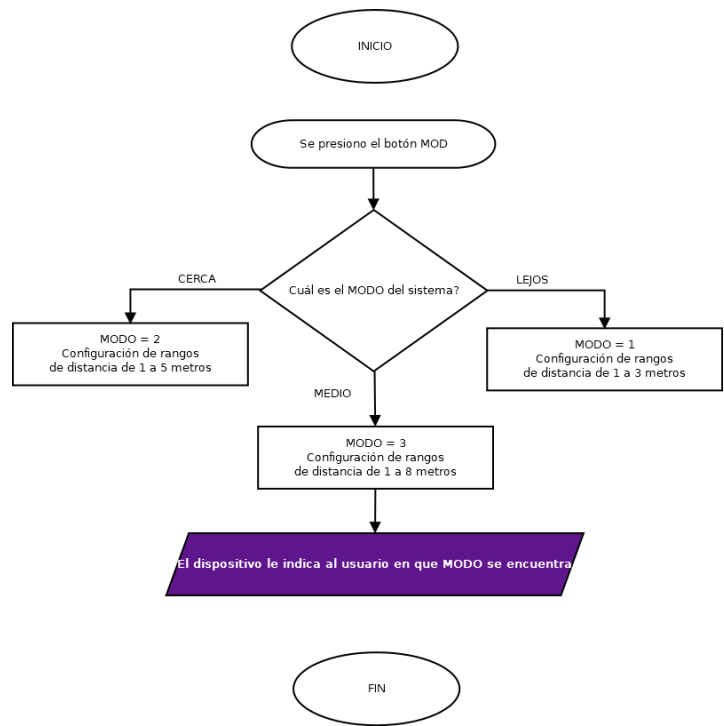 INICIO
Se presiono el botón MOD
Cuál es el MODO del sistema?
CERCA
LEJOS
MODO = 2
Configuración de rangos
de distancia de 1 a 5 metros
MODO = 1
Configuración de rangos
de distancia de 1 a 3 metros
MEDIO
MODO = 3
Configuración de rangos
de distancia de 1 a 8 metros
El dispositivo le indica al usuario en que MODO se encuentra
FIN